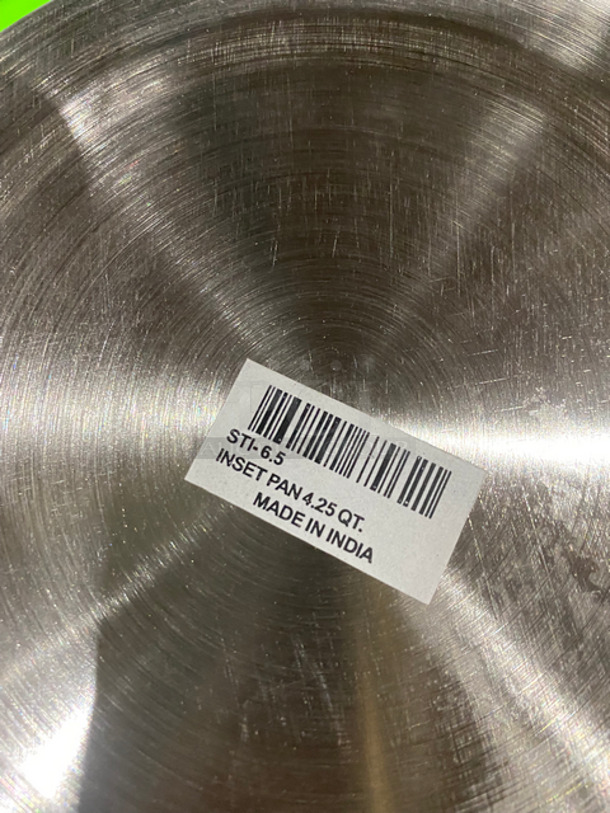 STI-6.5
INSET PAN 4.25 QT.
MADE IN INDIA